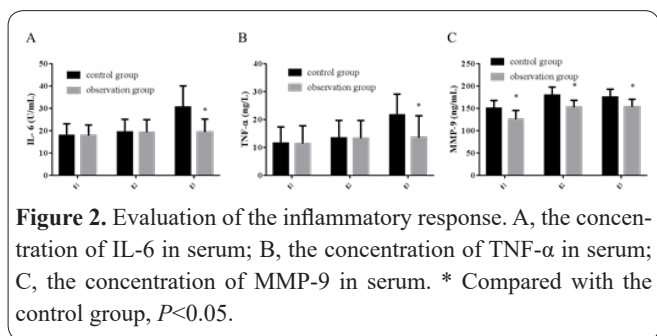 A
B
C
control group
observation group
control group
observation group
control group
observation group
IL- 6 (U/mL)
50
40
30
20
10
0
*
TNF-α (ng/L)
40
30
20
10
0
*
MMP-9 (ng/mL)
250
200
150
100
50
0
*
*
*
t1
t2
t3
t1
t2
t3
t1
t2
t3
Figure 2. Evaluation of the inflammatory response. A, the concen-
tration of IL-6 in serum; B, the concentration of TNF-α in serum;
C, the concentration of MMP-9 in serum. * Compared with the
control group, P<0.05.